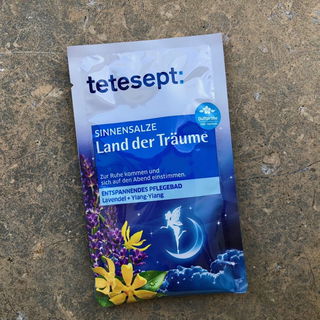 tetesept:
SINNENSALZE
Land der Träume
Zur Ruhe kommen und
sich auf den Abend einstimmen.
ENTSPANNENDES PFLEGEBAD
Lavendel + Ylang-Ylang